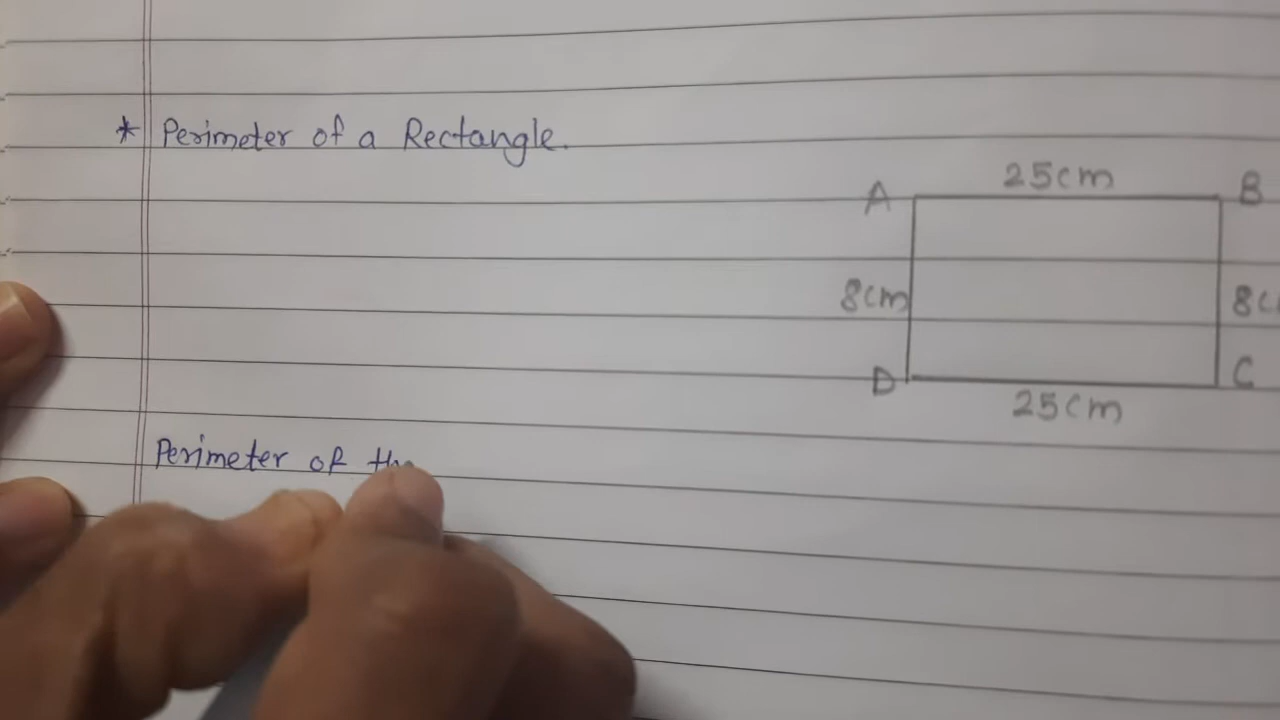 * Perimeter of a Rectangle.
25cm
A B
8cm
D C
25cm
Perimeter of